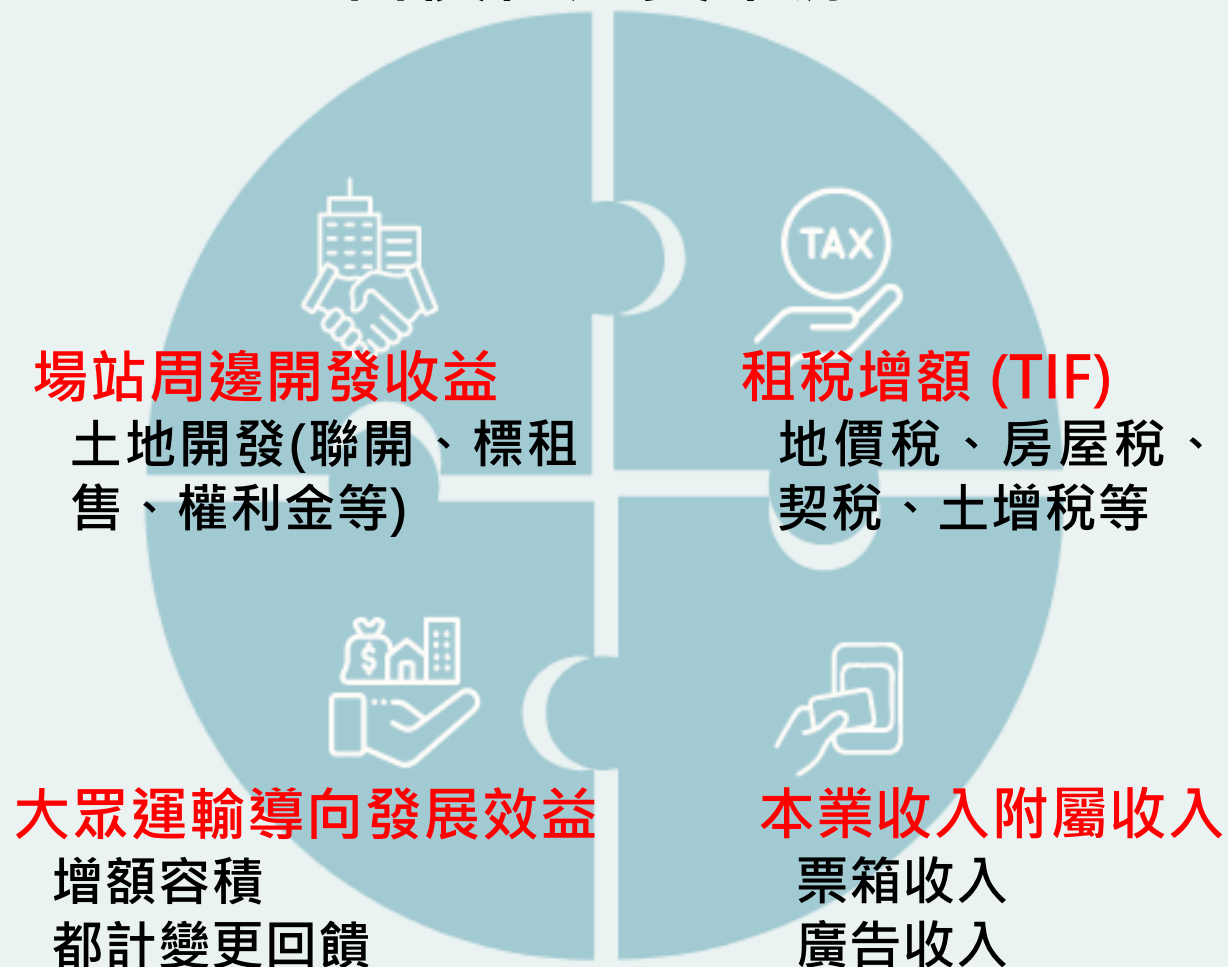 TAX
場站周邊開發收益
土地開發(聯開、標租
售、權利金等)
租稅增額 (TIF)
地價稅、房屋稅、
契稅、土增稅等
$
大眾運輸導向發展效益
增額容積
都計變更回饋
本業收入附屬收入
票箱收入
廣告收入